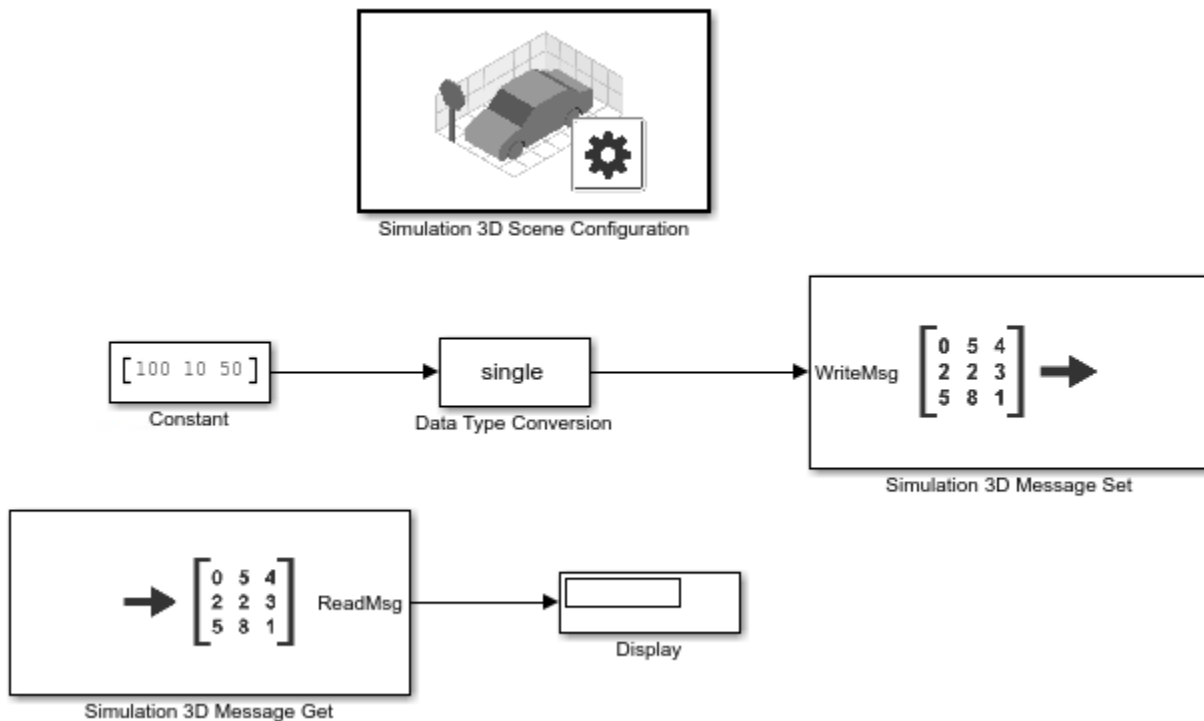 Simulation 3D Scene Configuration
[100 10 50]
Constant
single
Data Type Conversion
WriteMsg
0 5 4
2 2 3
5 8 1
Simulation 3D Message Set
0 5 4
2 2 3
5 8 1
ReadMsg
Simulation 3D Message Get
Display